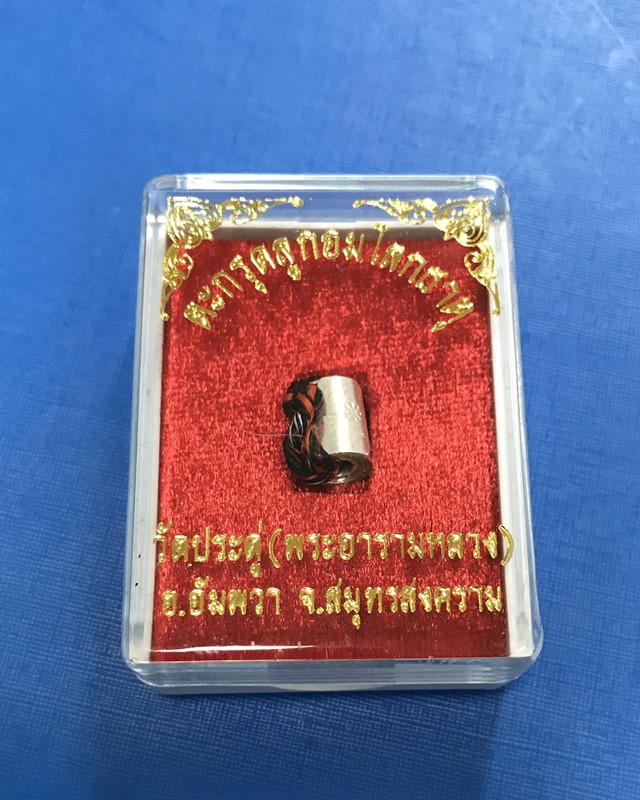 ตะกรุดลูกอมโสกธาตุ
วัดประดู่(พระอารามหลวง)
อ.อัมพวา จ.สมุทรสงคราม